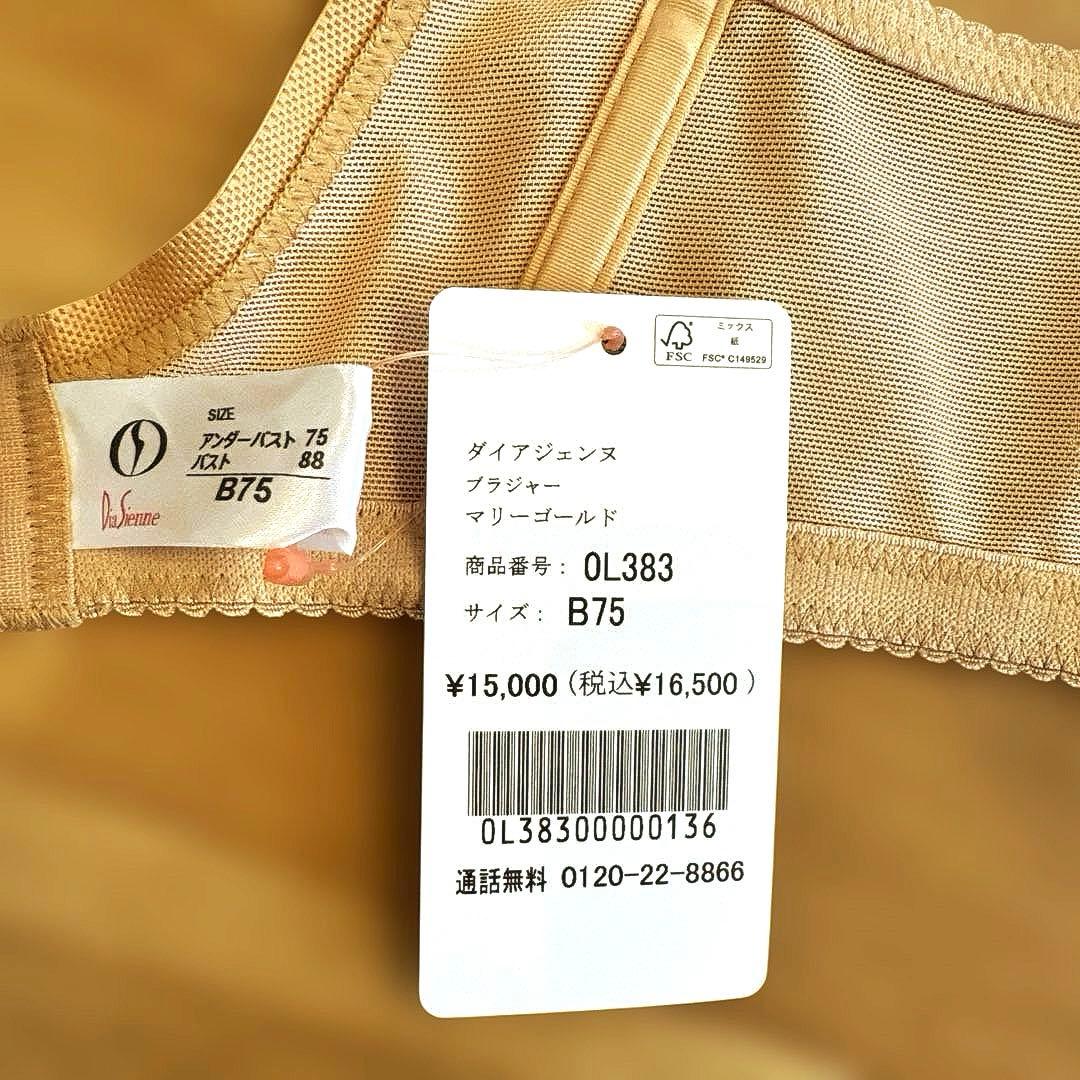 SIZE
アンダーバスト 75
バスト 88
B75
DiaSienne
FSC
ミックス
紙
FSC® C149529
ダイアジェンヌ
ブラジャー
マリーゴールド
商品番号： 0L383
サイズ： B75
¥15,000（税込¥16,500）
0L38300000136
通話無料 0120-22-8866